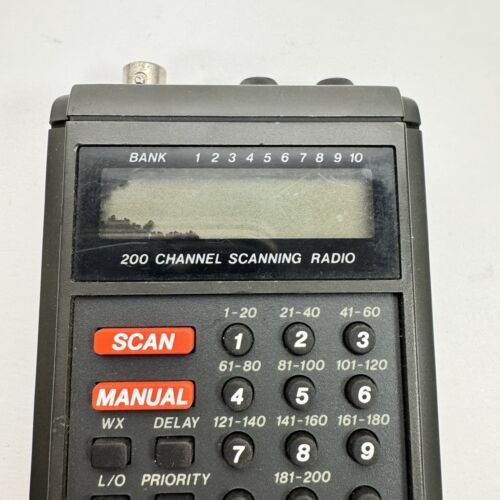 BANK 1 2 3 4 5 6 7 8 9 10
200 CHANNEL SCANNING RADIO
1-20 21-40 41-60
SCAN 1 2 3
61-80 81-100 101-120
MANUAL 4 5 6
WX DELAY 121-140 141-160 161-180
7 8 9
L/O PRIORITY 181-200